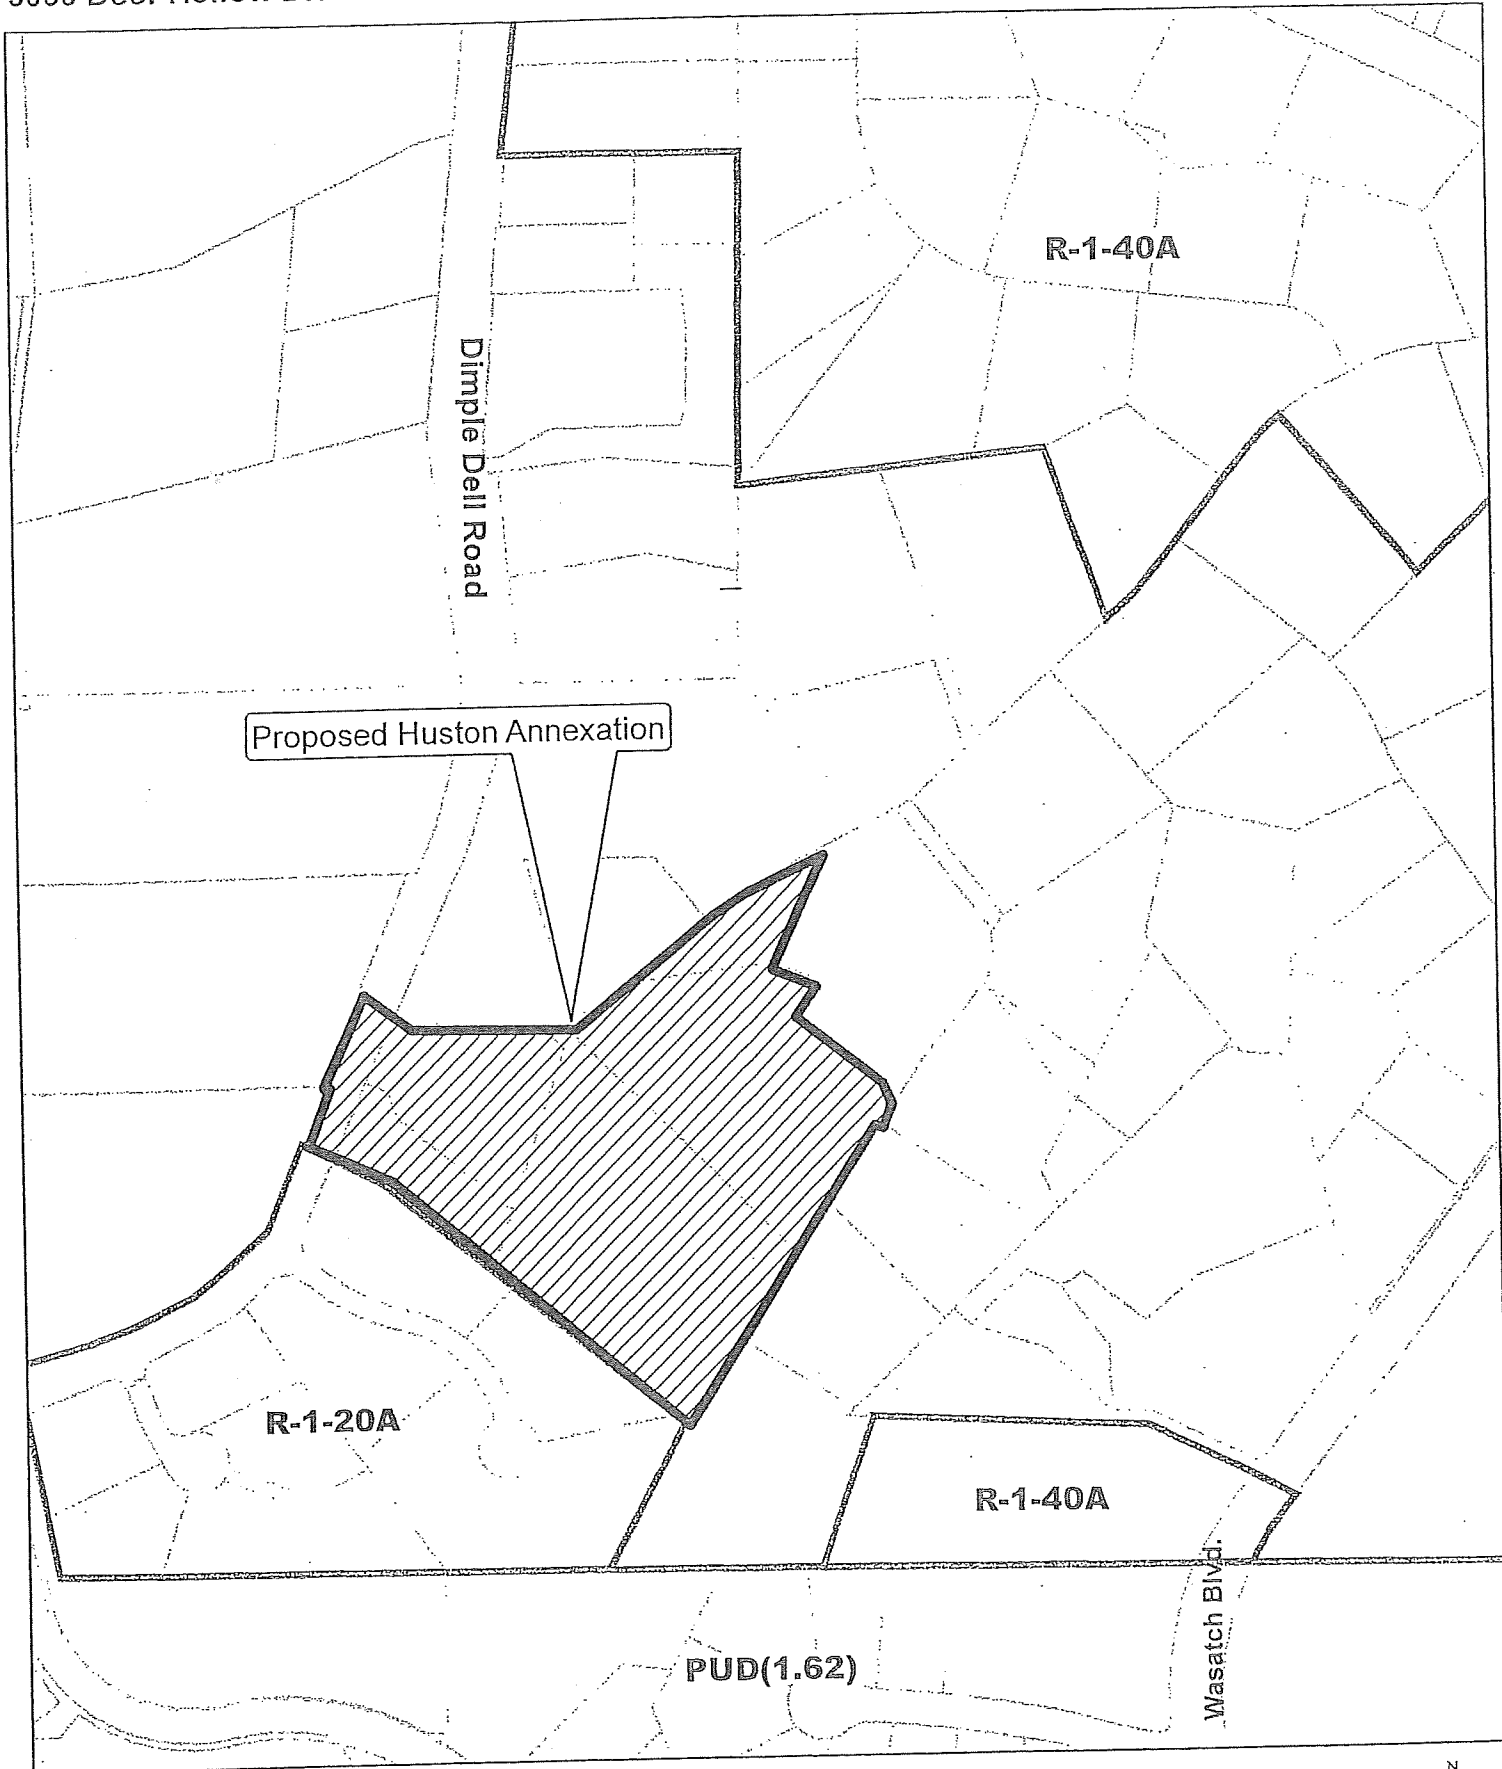 R-1-40A
Dimple Dell Road
Proposed Huston Annexation
R-1-20A
R-1-40A
Wasatch Blvd.
PUD(1.62)
N